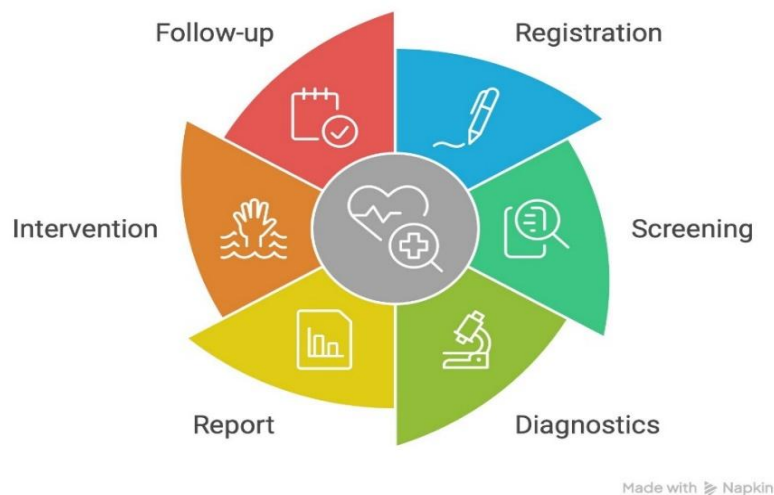 Follow-up
Registration
Intervention
Screening
Report
Diagnostics
Made with Napkin